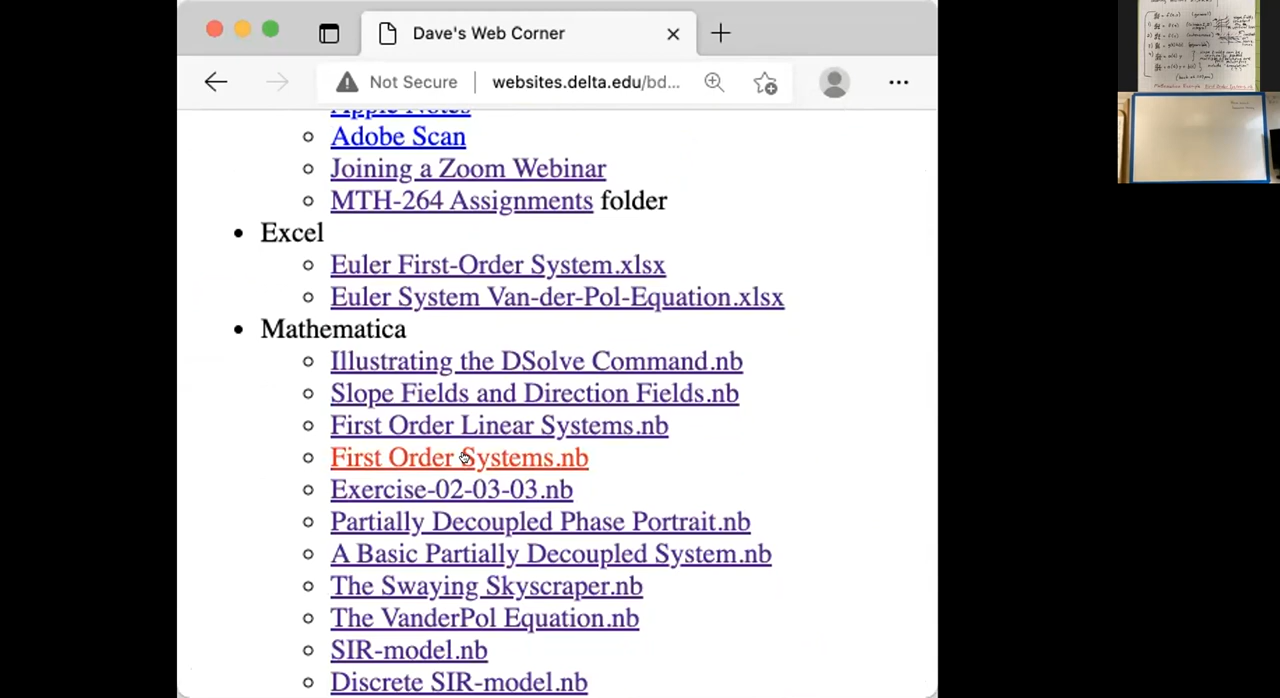 Dave's Web Corner
Not Secure
websites.delta.edu/bd...
Apple Notes
Adobe Scan
Joining a Zoom Webinar
MTH-264 Assignments folder
Excel
Euler First-Order System.xlsx
Euler System Van-der-Pol-Equation.xlsx
Mathematica
Illustrating the DSolve Command.nb
Slope Fields and Direction Fields.nb
First Order Linear Systems.nb
First Order Systems.nb
Exercise-02-03-03.nb
Partially Decoupled Phase Portrait.nb
A Basic Partially Decoupled System.nb
The Swaying Skyscraper.nb
The VanderPol Equation.nb
SIR-model.nb
Discrete SIR-model.nb